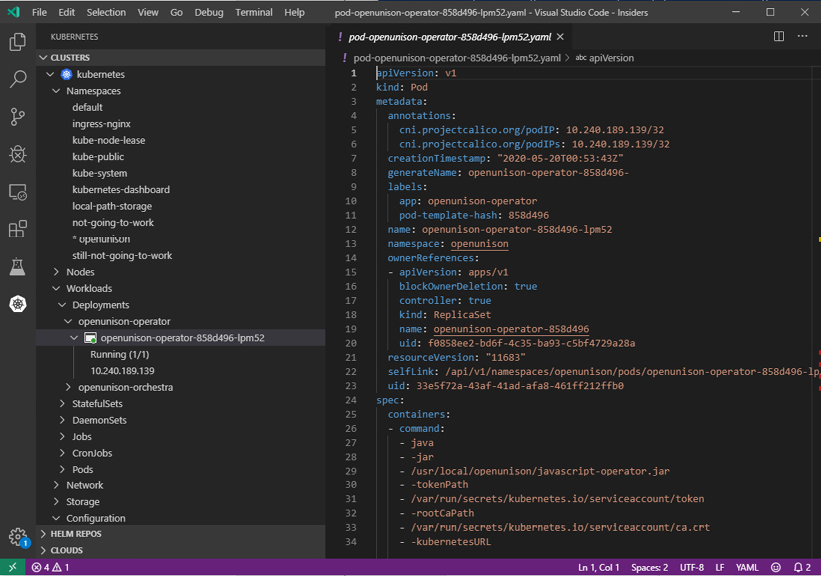 File Edit Selection View Go Debug Terminal Help pod-openunison-operator-858d496-lpm52.yaml - Visual Studio Code - Insiders
KUBERNETES
CLUSTERS
kubernetes
Namespaces
default
ingress-nginx
kube-node-lease
kube-public
kube-system
kubernetes-dashboard
local-path-storage
not-going-to-work
* openunison
still-not-going-to-work
Nodes
Workloads
Deployments
openunison-operator
openunison-operator-858d496-lpm52
Running (1/1)
10.240.189.139
openunison-orchestra
StatefulSets
DaemonSets
Jobs
CronJobs
Pods
Network
Storage
Configuration
HELM REPOS
CLOUDS
1
! pod-openunison-operator-858d496-lpm52.yaml ×
! pod-openunison-operator-858d496-lpm52.yaml > abc apiVersion
1 apiVersion: v1
2 kind: Pod
3 metadata:
4 annotations:
5 cni.projectcalico.org/podIP: 10.240.189.139/32
6 cni.projectcalico.org/podIPs: 10.240.189.139/32
7 creationTimestamp: "2020-05-20T00:53:43Z"
8 generateName: openunison-operator-858d496-
9 labels:
10 app: openunison-operator
11 pod-template-hash: 858d496
12 name: openunison-operator-858d496-lpm52
13 namespace: openunison
14 ownerReferences:
15 - apiVersion: apps/v1
16 blockOwnerDeletion: true
17 controller: true
18 kind: ReplicaSet
19 name: openunison-operator-858d496
20 uid: f0858ee2-bd6f-4c35-ba93-c5bf4729a28a
21 resourceVersion: "11683"
22 selfLink: /api/v1/namespaces/openunison/pods/openunison-operator-858d496-lp
23 uid: 33e5f72a-43af-41ad-afa8-461ff212ffb0
24 spec:
25 containers:
26 - command:
27 - java
28 - -jar
29 - /usr/local/openunison/javascript-operator.jar
30 - -tokenPath
31 - /var/run/secrets/kubernetes.io/serviceaccount/token
32 - -rootCaPath
33 - /var/run/secrets/kubernetes.io/serviceaccount/ca.crt
34 - -kubernetesURL
4 1 Ln 1, Col 1 Spaces: 2 UTF-8 LF YAML 2